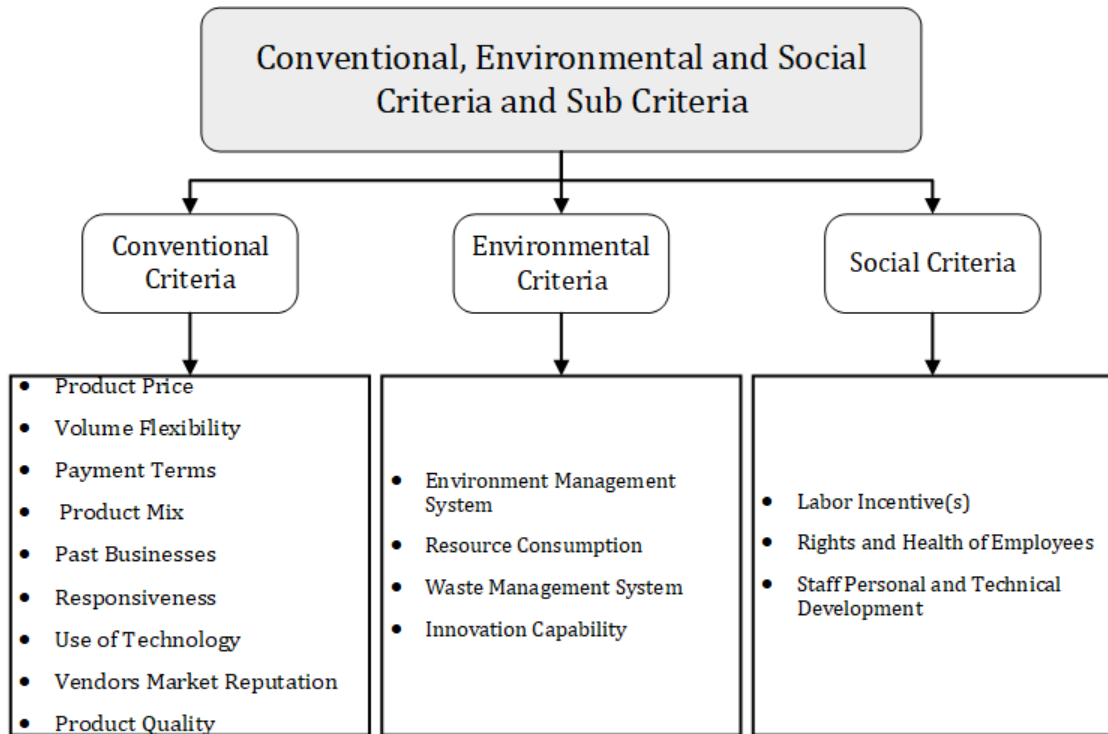 Conventional, Environmental and Social
Criteria and Sub Criteria
Conventional
Criteria
Environmental
Criteria
Social Criteria
• Product Price
• Volume Flexibility
• Payment Terms
• Product Mix
• Past Businesses
• Responsiveness
• Use of Technology
• Vendors Market Reputation
• Product Quality
• Environment Management
System
• Resource Consumption
• Waste Management System
• Innovation Capability
• Labor Incentive(s)
• Rights and Health of Employees
• Staff Personal and Technical
Development